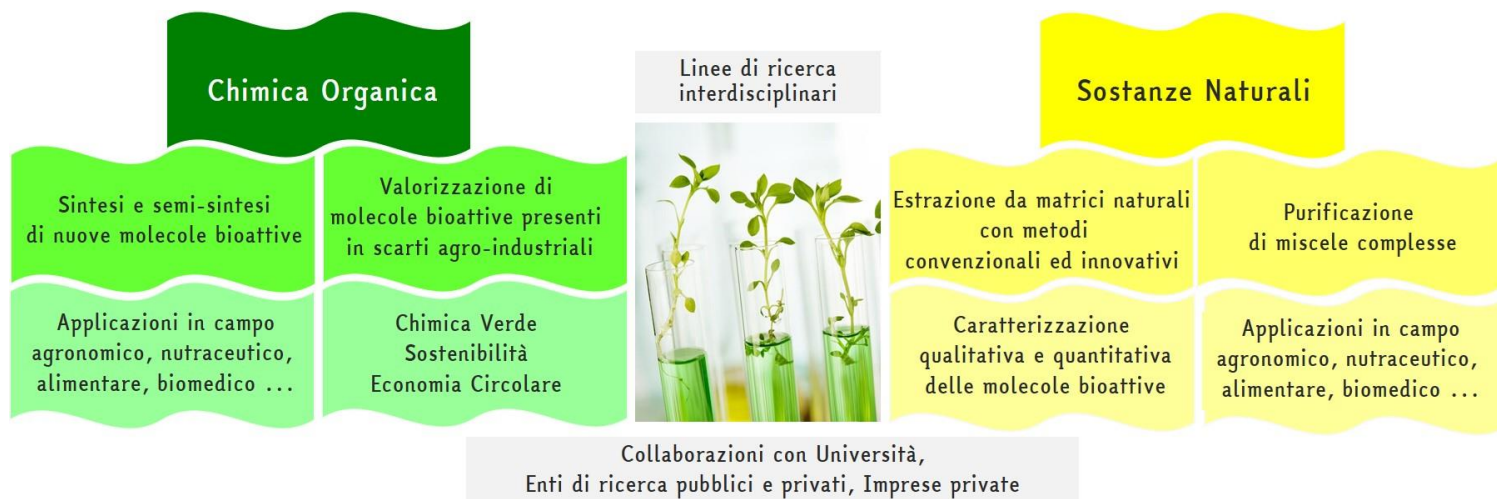 Chimica Organica
Sintesi e semi-sintesi
di nuove molecole bioattive
Valorizzazione di
molecole bioattive presenti
in scarti agro-industriali
Applicazioni in campo
agronomico, nutraceutico,
alimentare, biomedico ...
Chimica Verde
Sostenibilità
Economia Circolare
Linee di ricerca
interdisciplinari
Sostanze Naturali
Estrazione da matrici naturali
con metodi
convenzionali ed innovativi
Purificazione
di miscele complesse
Caratterizzazione
qualitativa e quantitativa
delle molecole bioattive
Applicazioni in campo
agronomico, nutraceutico,
alimentare, biomedico ...
Collaborazioni con Università,
Enti di ricerca pubblici e privati, Imprese private